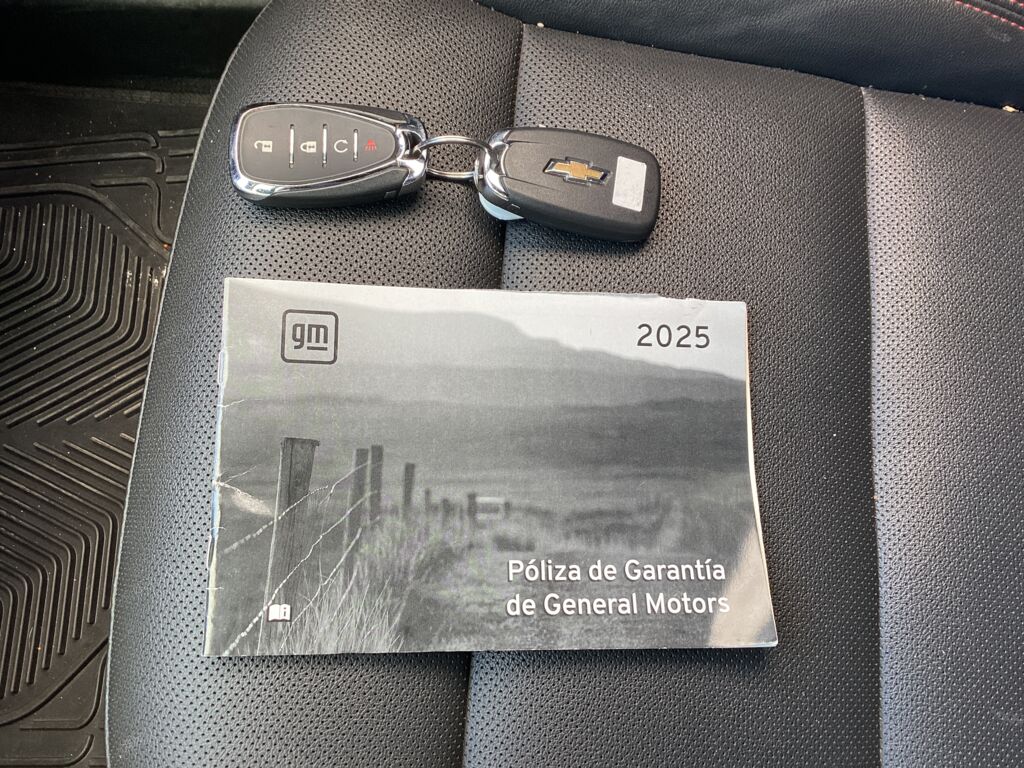 gm
2025
Póliza de Garantía
de General Motors